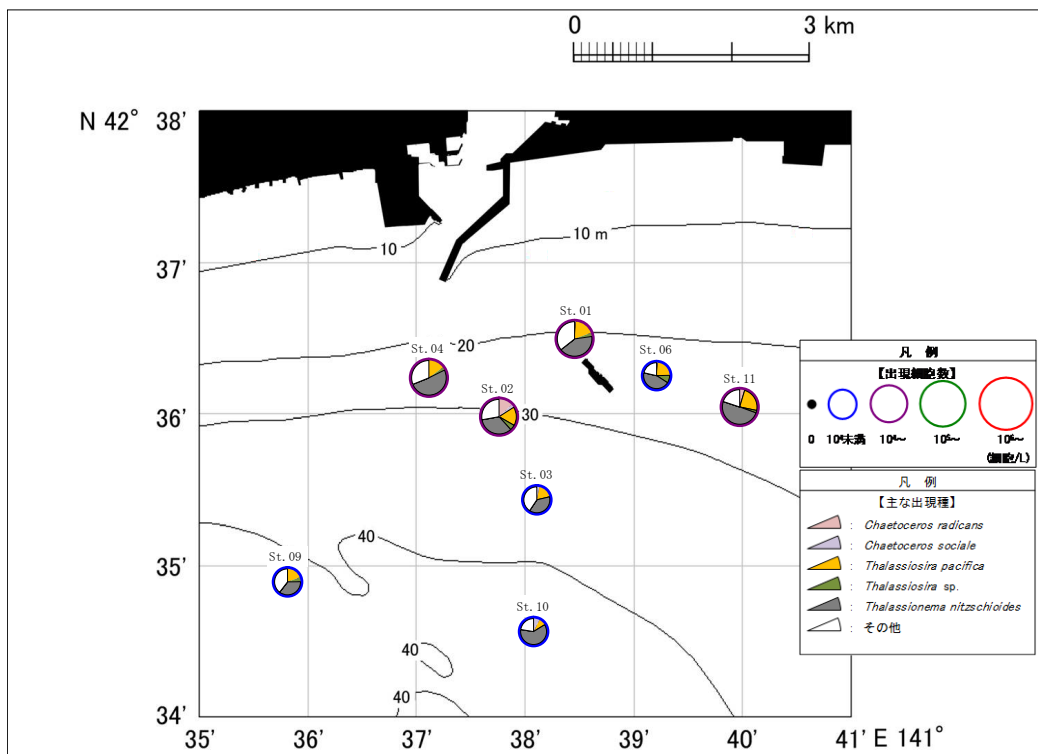 0 3 km
N 42° 38'
10
10 m
37'
St. 01
St. 04
20
St. 06
St. 11
St. 02
36'
30
St. 03
40
St. 09
35'
St. 10
40
40
34'
35' 36' 37' 38' 39' 40' 41' E 141°
凡 例
【出現細胞数】
0 10⁴未満 10⁴～ 10⁵～ 10⁶～
(細胞/L)
凡 例
【主な出現種】
: Chaetoceros radicans
: Chaetoceros sociale
: Thalassiosira pacifica
: Thalassiosira sp.
: Thalassionema nitzschioides
: その他